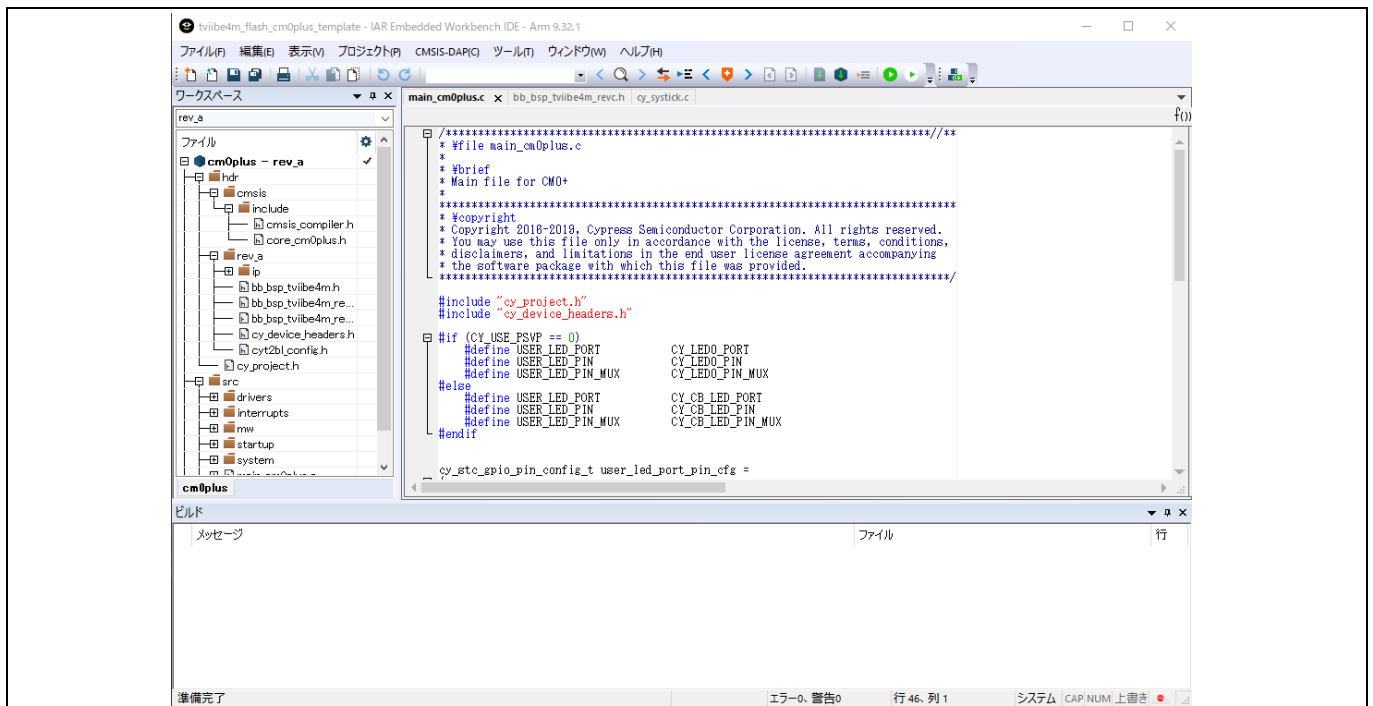 tviibe4m_flash_cm0plus_template - IAR Embedded Workbench IDE - Arm 9.32.1
ファイル(F) 編集(E) 表示(V) プロジェクト(P) CMSIS-DAP(C) ツール(T) ウィンドウ(W) ヘルプ(H)
ワークスペース
main_cm0plus.c x bb_bsp_tviibe4m_revc.h cy_systick.c
rev_a
f()
ファイル
cm0plus - rev_a
hdr
cmsis
include
cmsis_compiler.h
core_cm0plus.h
rev_a
ip
bb_bsp_tviibe4m.h
bb_bsp_tviibe4m_re...
bb_bsp_tviibe4m_re...
cy_device_headers.h
cyt2bl_config.h
cy_project.h
src
drivers
interrupts
mw
startup
system
main_cm0plus.c
cm0plus
/***************************************************************************//**
* ¥file main_cm0plus.c
*
* ¥brief
* Main file for CM0+
*
********************************************************************************
* ¥copyright
* Copyright 2016-2019, Cypress Semiconductor Corporation. All rights reserved.
* You may use this file only in accordance with the license, terms, conditions,
* disclaimers, and limitations in the end user license agreement accompanying
* the software package with which this file was provided.
*******************************************************************************/
#include "cy_project.h"
#include "cy_device_headers.h"
#if (CY_USE_PSVP == 0)
#define USER_LED_PORT CY_LED0_PORT
#define USER_LED_PIN CY_LED0_PIN
#define USER_LED_PIN_MUX CY_LED0_PIN_MUX
#else
#define USER_LED_PORT CY_CB_LED_PORT
#define USER_LED_PIN CY_CB_LED_PIN
#define USER_LED_PIN_MUX CY_CB_LED_PIN_MUX
#endif
cy_stc_gpio_pin_config_t user_led_port_pin_cfg =
ビルド
メッセージ ファイル 行
準備完了 エラー0、警告0 行 46、列 1 システム CAP NUM 上書き